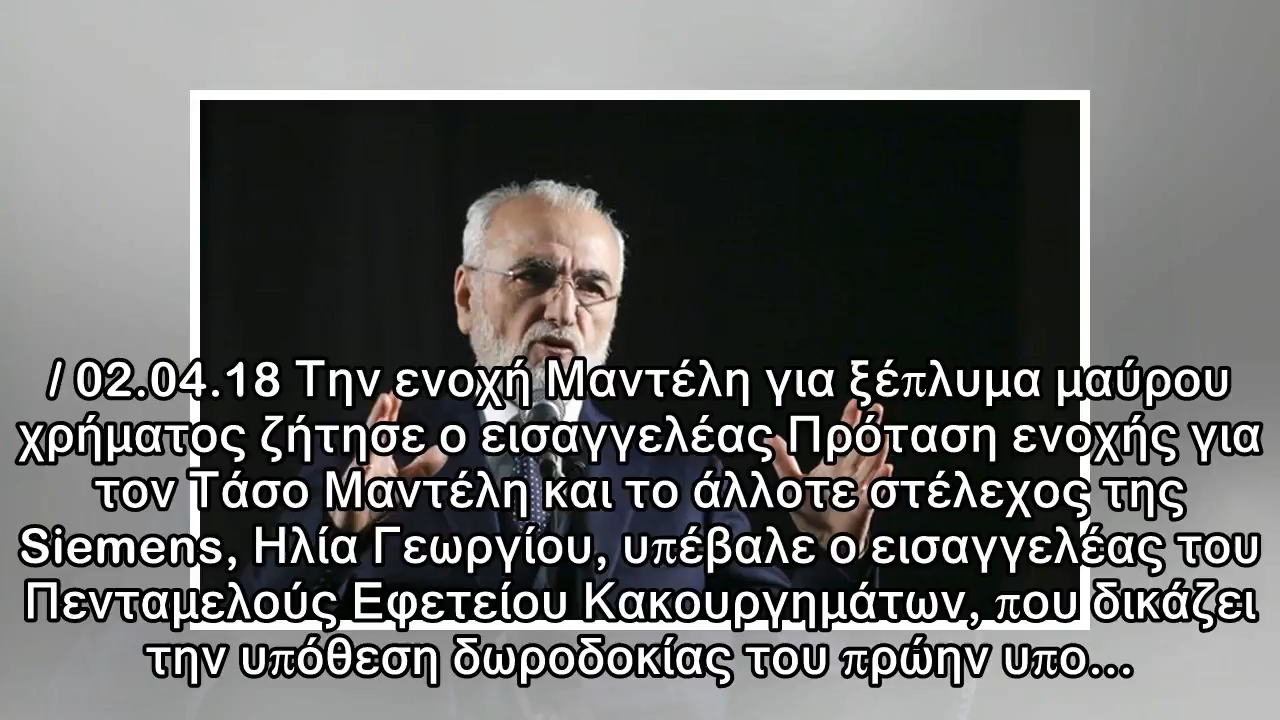 / 02.04.18 Την ενοχή Μαντέλη για ξέπλυμα μαύρου
χρήματος ζήτησε ο εισαγγελέας Πρόταση ενοχής για
τον Τάσο Μαντέλη και το άλλοτε στέλεχος της
Siemens, Ηλία Γεωργίου, υπέβαλε ο εισαγγελέας του
Πενταμελούς Εφετείου Κακουργημάτων, που δικάζει
την υπόθεση δωροδοκίας του πρώην υπο...